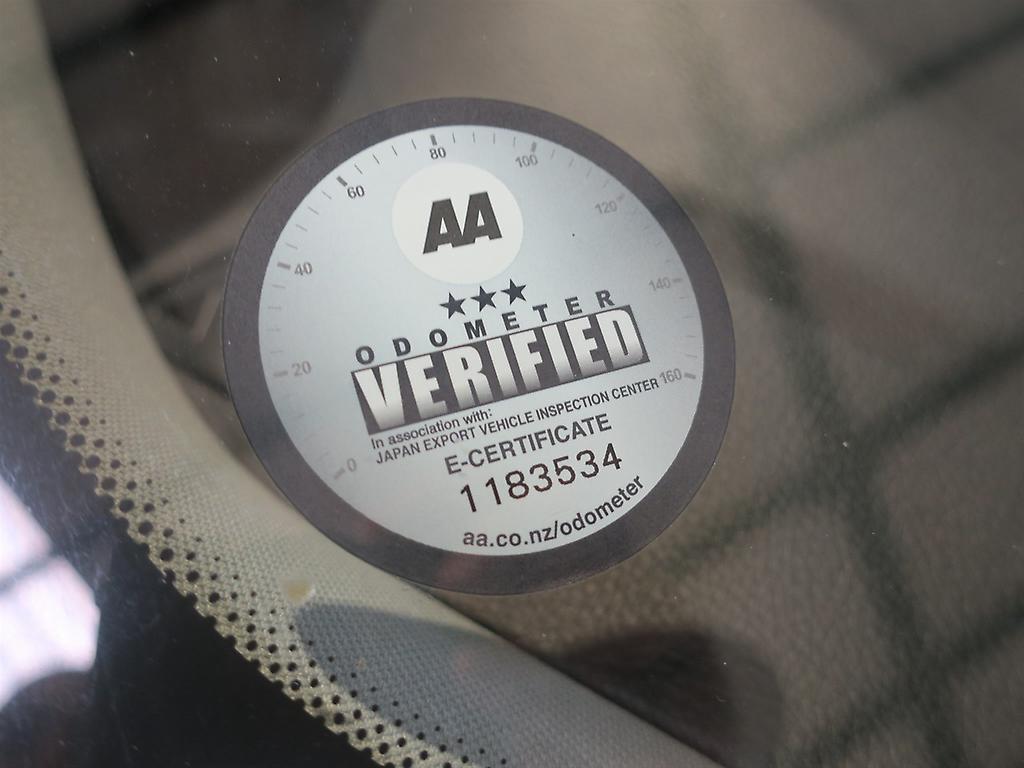 0
20
40
60
80
100
120
140
160
AA
ODOMETER
VERIFIED
In association with:
JAPAN EXPORT VEHICLE INSPECTION CENTER
E-CERTIFICATE
1183534
aa.co.nz/odometer